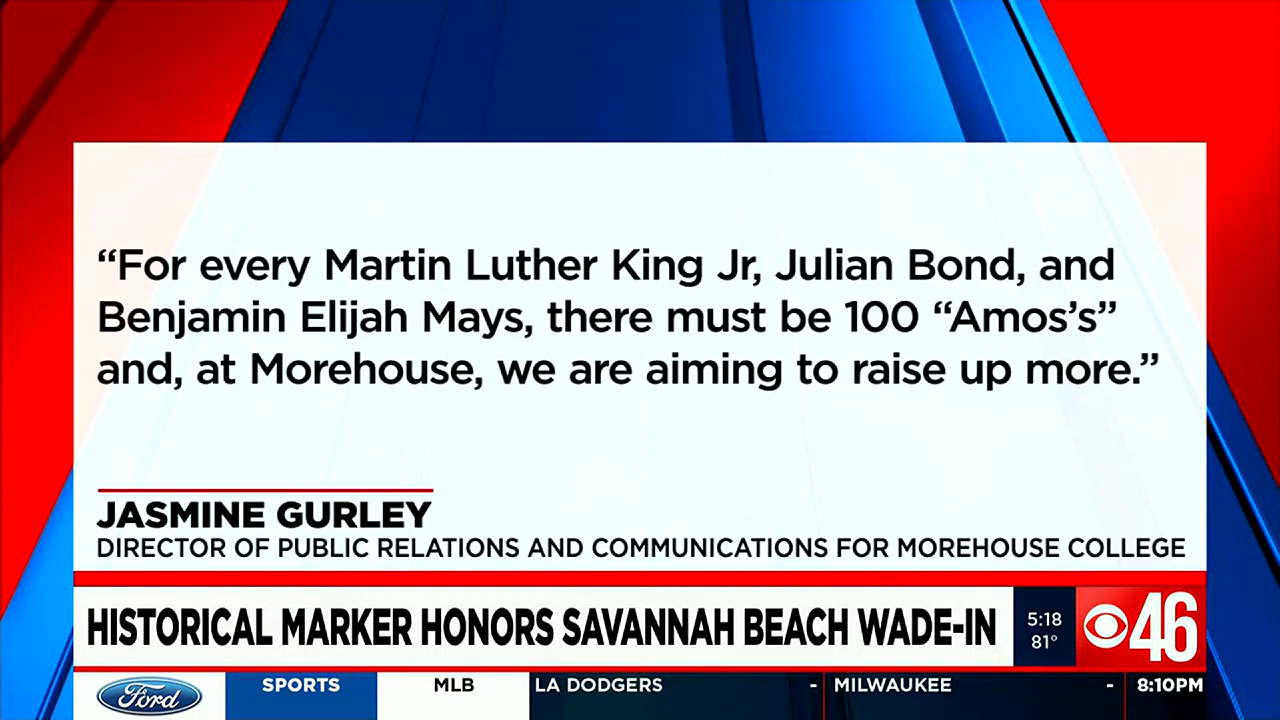 “For every Martin Luther King Jr, Julian Bond, and
Benjamin Elijah Mays, there must be 100 “Amos’s”
and, at Morehouse, we are aiming to raise up more.”
JASMINE GURLEY
DIRECTOR OF PUBLIC RELATIONS AND COMMUNICATIONS FOR MOREHOUSE COLLEGE
HISTORICAL MARKER HONORS SAVANNAH BEACH WADE-IN
5:18
81°
46
Ford
SPORTS
MLB
LA DODGERS - MILWAUKEE - 8:10PM